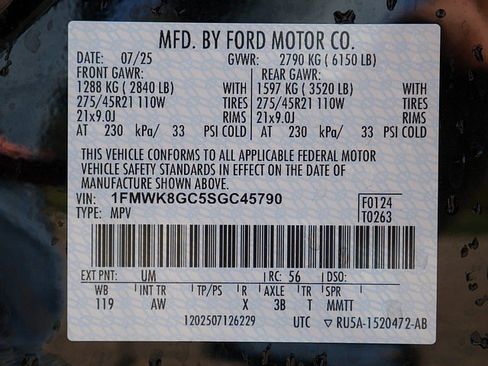 MFD. BY FORD MOTOR CO.
DATE: 07/25 GVWR: 2790 KG ( 6150 LB)
FRONT GAWR: REAR GAWR:
1288 KG ( 2840 LB) WITH 1597 KG ( 3520 LB) WITH
275/45R21 110W TIRES 275/45R21 110W TIRES
21x9.0J RIMS 21x9.0J RIMS
AT 230 kPa/ 33 PSI COLD AT 230 kPa/ 33 PSI COLD
THIS VEHICLE CONFORMS TO ALL APPLICABLE FEDERAL MOTOR
VEHICLE SAFETY STANDARDS IN EFFECT ON THE DATE OF
MANUFACTURE SHOWN ABOVE.
VIN: 1FMWK8GC5SGC45790 F0124
TYPE: MPV T0263
EXT PNT: UM RC: 56 DSO:
WB INT TR TP/PS R AXLE TR SPR
119 AW X 3B T MMTT
1202507126229 UTC ▽ RU5A-1520472-AB